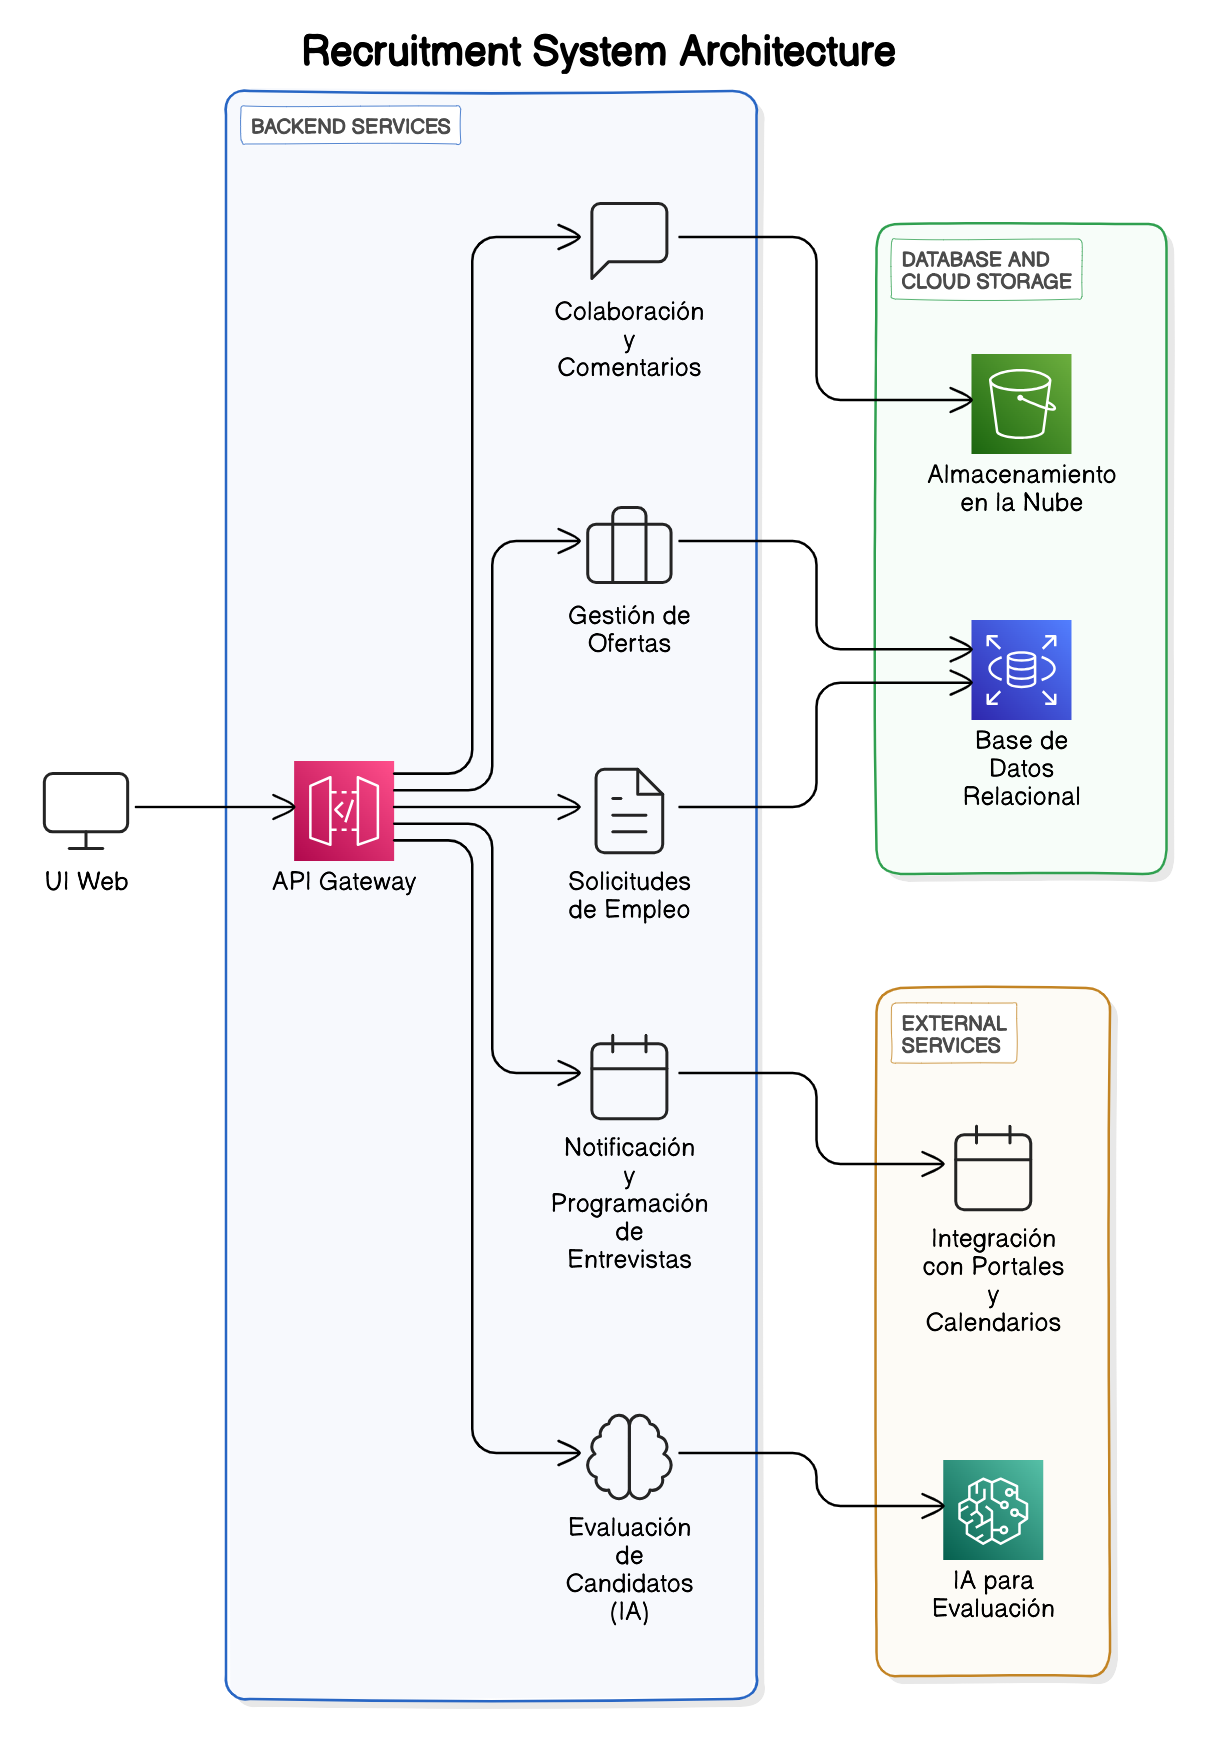 Recruitment System Architecture
BACKEND SERVICES
Colaboración
y
Comentarios
DATABASE AND
CLOUD STORAGE
Almacenamiento
en la Nube
Gestión de
Ofertas
Base de
Datos
Relacional
UI Web
API Gateway
Solicitudes
de Empleo
EXTERNAL
SERVICES
Notificación
y
Programación
de
Entrevistas
Integración
con Portales
y
Calendarios
Evaluación
de
Candidatos
(IA)
IA para
Evaluación